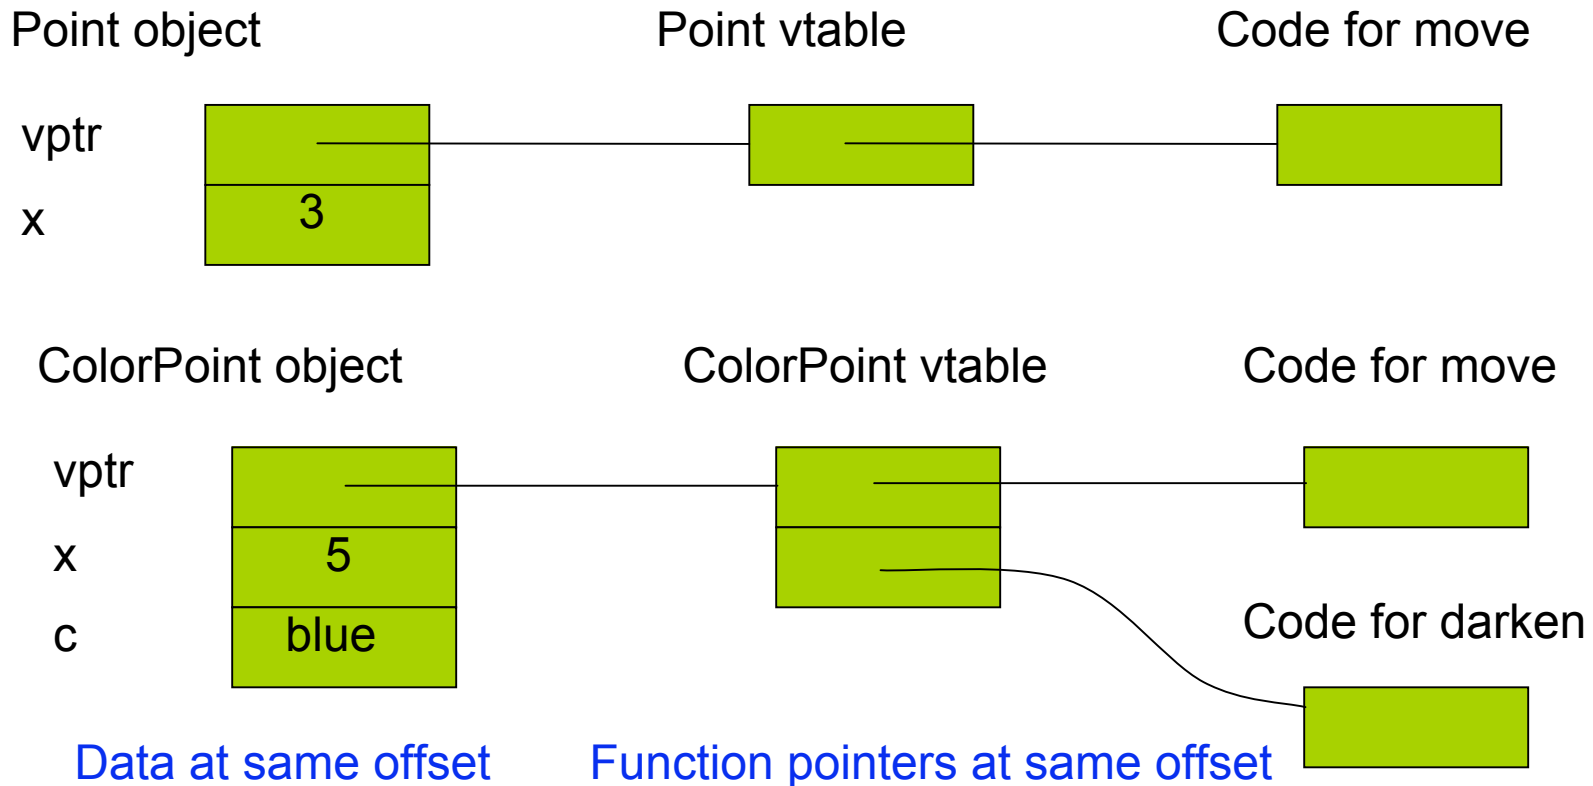 Point object Point vtable Code for move
vptr
x 3
ColorPoint object ColorPoint vtable Code for move
vptr
x 5
c blue Code for darken
Data at same offset Function pointers at same offset